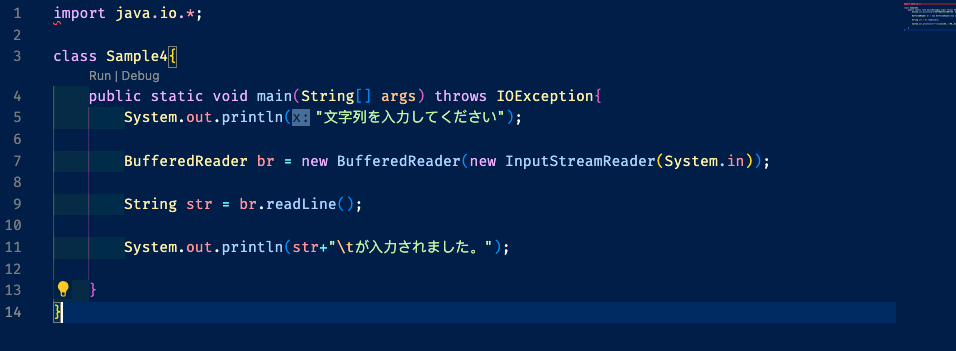 1 import java.io.*;
2
3 class Sample4{
Run | Debug
4 public static void main(String[] args) throws IOException{
5 System.out.println(x: "文字列を入力してください");
6
7 BufferedReader br = new BufferedReader(new InputStreamReader(System.in));
8
9 String str = br.readLine();
10
11 System.out.println(str+"\tが入力されました。");
12
13 }
14 }